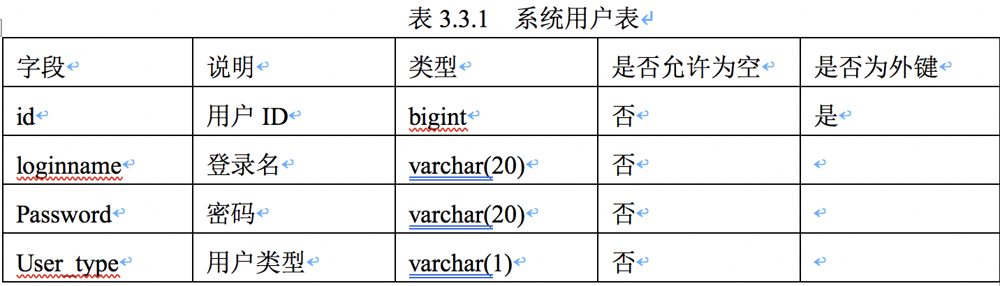 表 3.3.1 系统用户表
字段 说明 类型 是否允许为空 是否为外键
id 用户 ID bigint 否 是
loginname 登录名 varchar(20) 否
Password 密码 varchar(20) 否
User_type 用户类型 varchar(1) 否